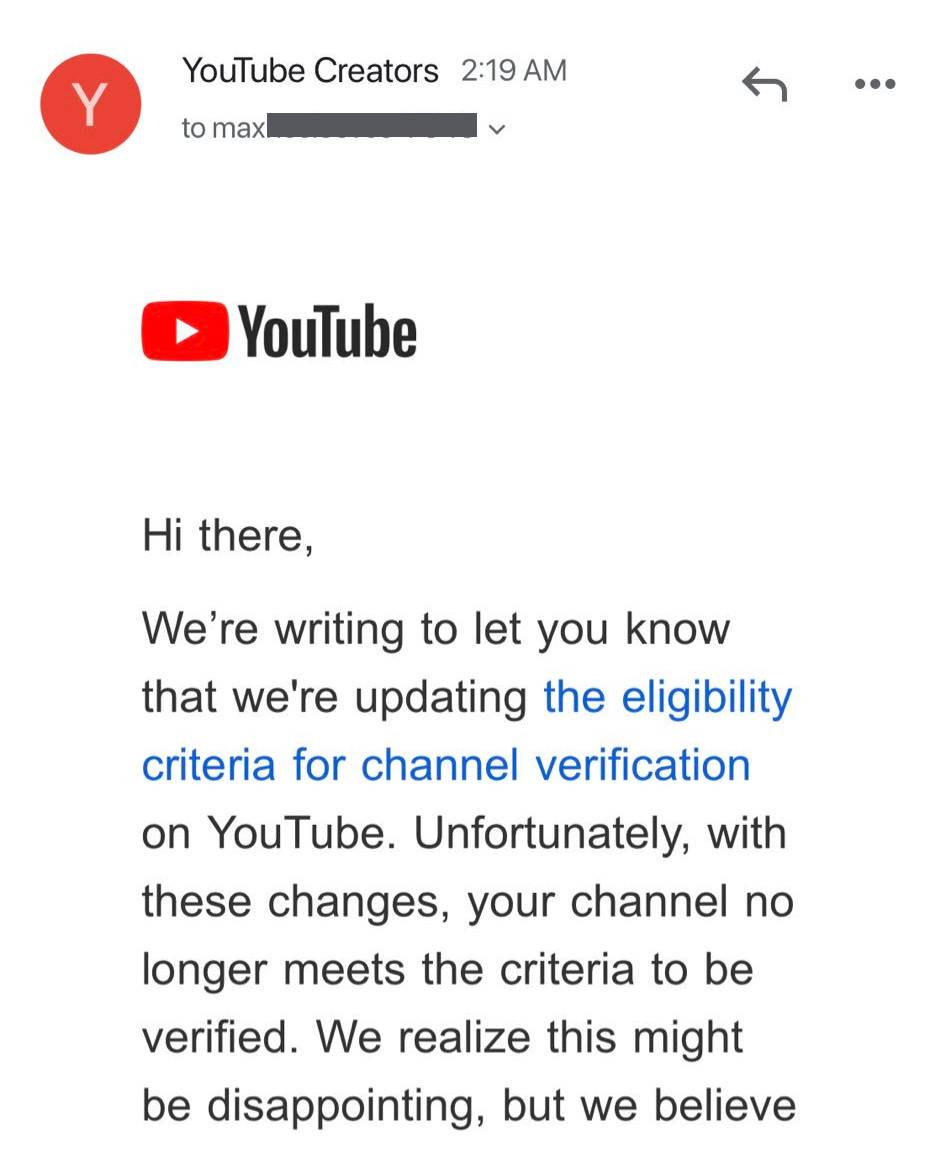 Y
YouTube Creators 2:19 AM
to max
YouTube
Hi there,
We’re writing to let you know
that we're updating the eligibility
criteria for channel verification
on YouTube. Unfortunately, with
these changes, your channel no
longer meets the criteria to be
verified. We realize this might
be disappointing, but we believe